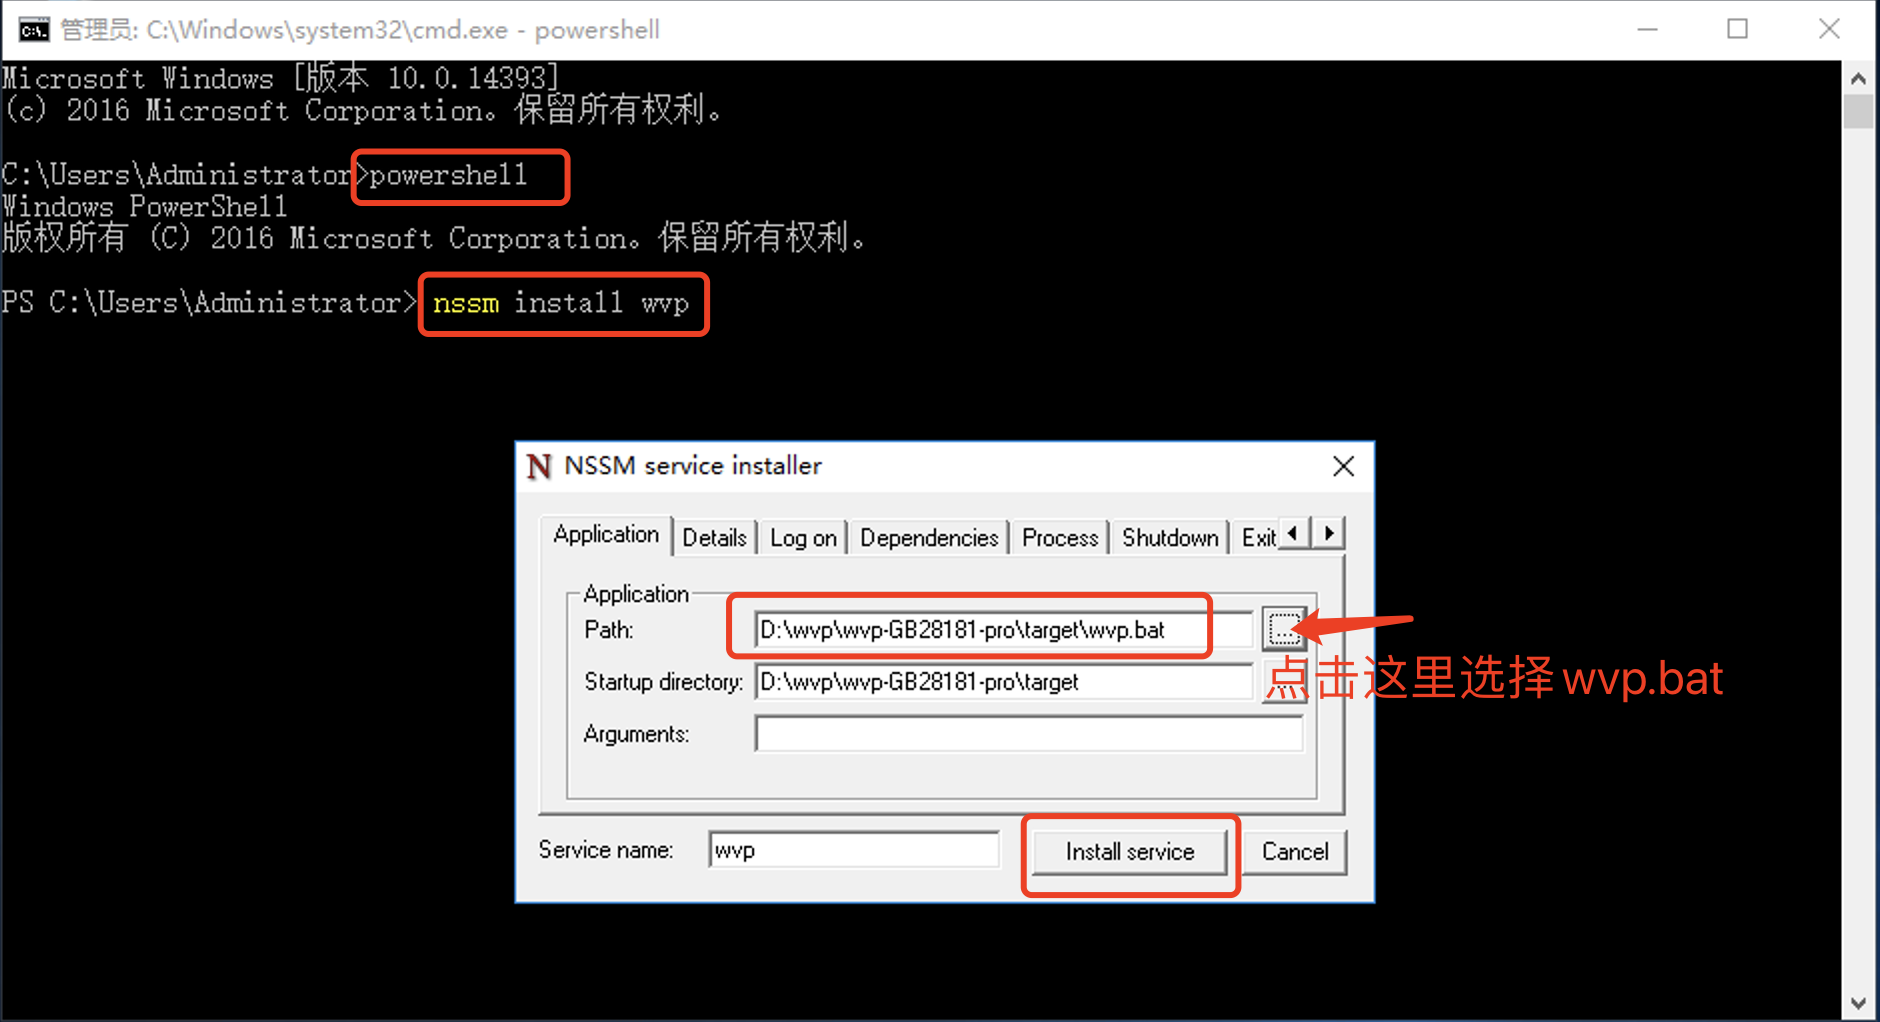 管理员: C:\Windows\system32\cmd.exe - powershell
Microsoft Windows [版本 10.0.14393]
(c) 2016 Microsoft Corporation。保留所有权利。
C:\Users\Administrator>powershell
Windows PowerShell
版权所有 (C) 2016 Microsoft Corporation。保留所有权利。
PS C:\Users\Administrator> nssm install wvp
NSSM service installer
Application Details Log on Dependencies Process Shutdown Exit
Application
Path: D:\wvp\wvp-GB28181-pro\target\wvp.bat ...
点击这里选择wvp.bat
Startup directory: D:\wvp\wvp-GB28181-pro\target ...
Arguments:
Service name: wvp Install service Cancel